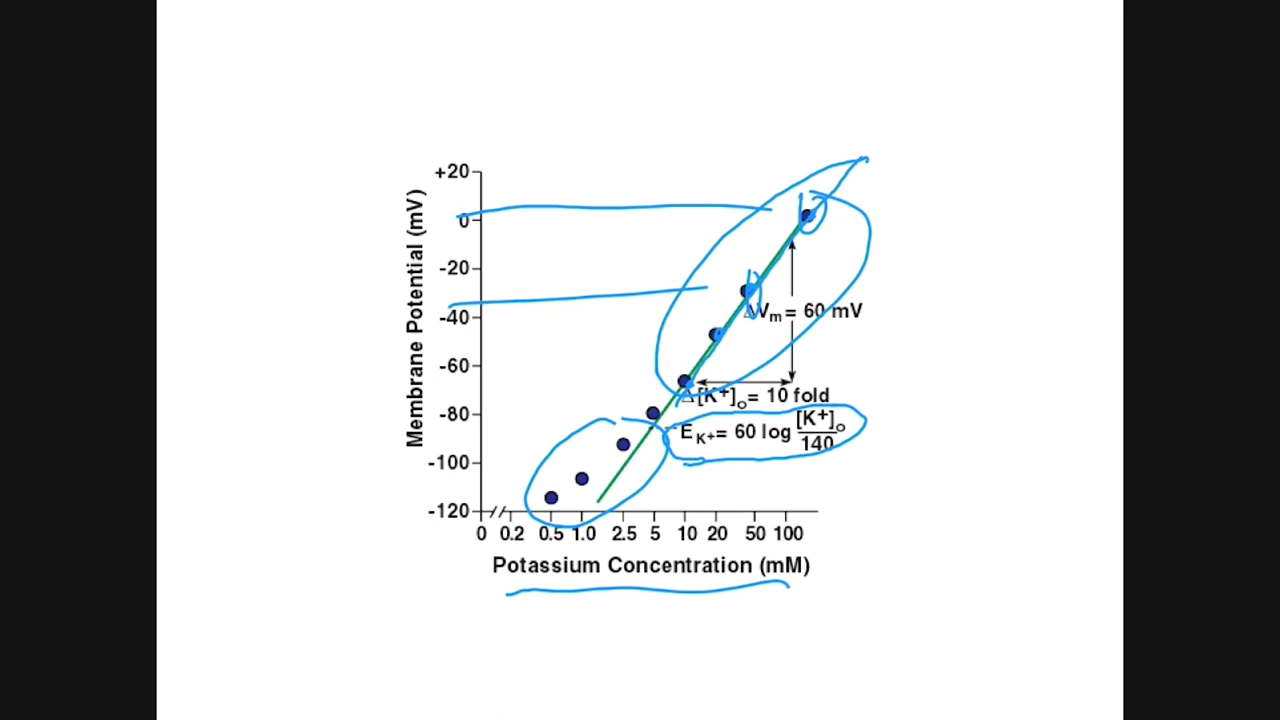 +20
0
-20
-40
-60
-80
-100
-120
Membrane Potential (mV)
ΔVm = 60 mV
Δ[K+]o = 10 fold
EK+ = 60 log [K+]o
140
0 0.2 0.5 1.0 2.5 5 10 20 50 100
Potassium Concentration (mM)